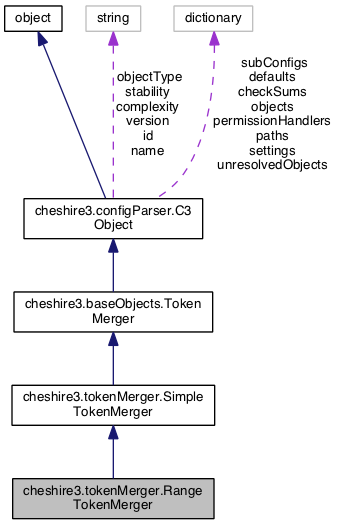 object
string
dictionary
objectType
stability
complexity
version
id
name
subConfigs
defaults
checkSums
objects
permissionHandlers
paths
settings
unresolvedObjects
cheshire3.configParser.C3
Object
cheshire3.baseObjects.Token
Merger
cheshire3.tokenMerger.Simple
TokenMerger
cheshire3.tokenMerger.Range
TokenMerger